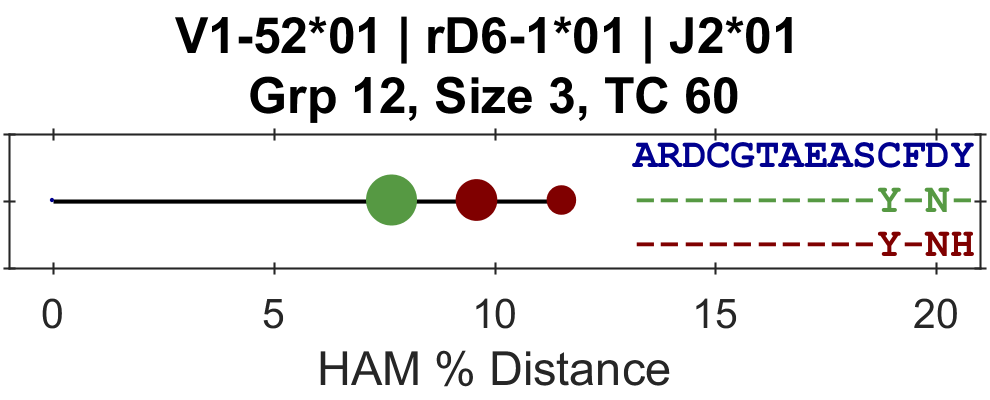 V1-52*01 | rD6-1*01 | J2*01
Grp 12, Size 3, TC 60
ARDCGTAEASCFDY
----------Y-N-
----------Y-NH
0 5 10 15 20
HAM % Distance